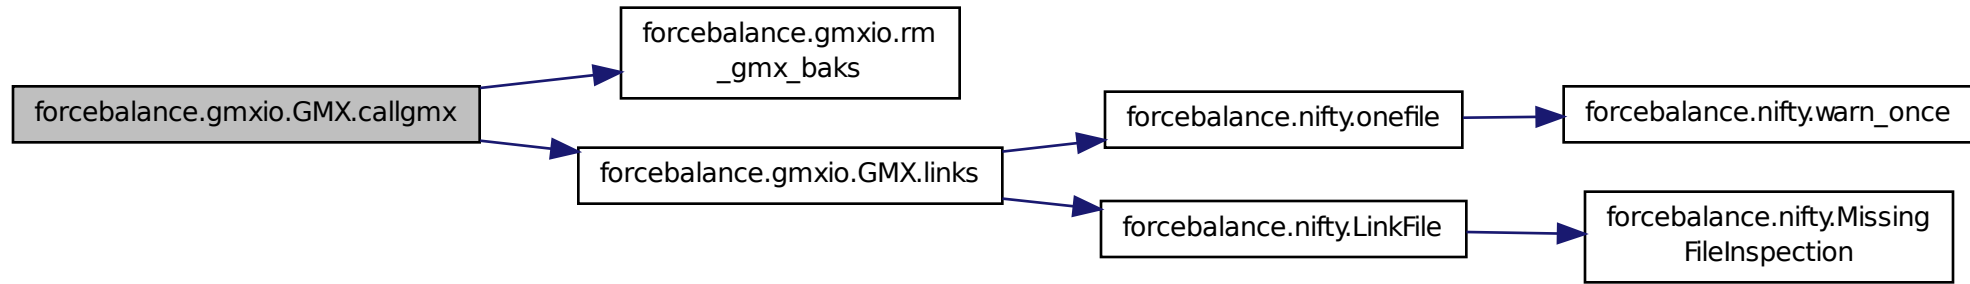 forcebalance.gmxio.GMX.callgmx
forcebalance.gmxio.rm
_gmx_baks
forcebalance.gmxio.GMX.links
forcebalance.nifty.onefile
forcebalance.nifty.warn_once
forcebalance.nifty.LinkFile
forcebalance.nifty.Missing
FileInspection